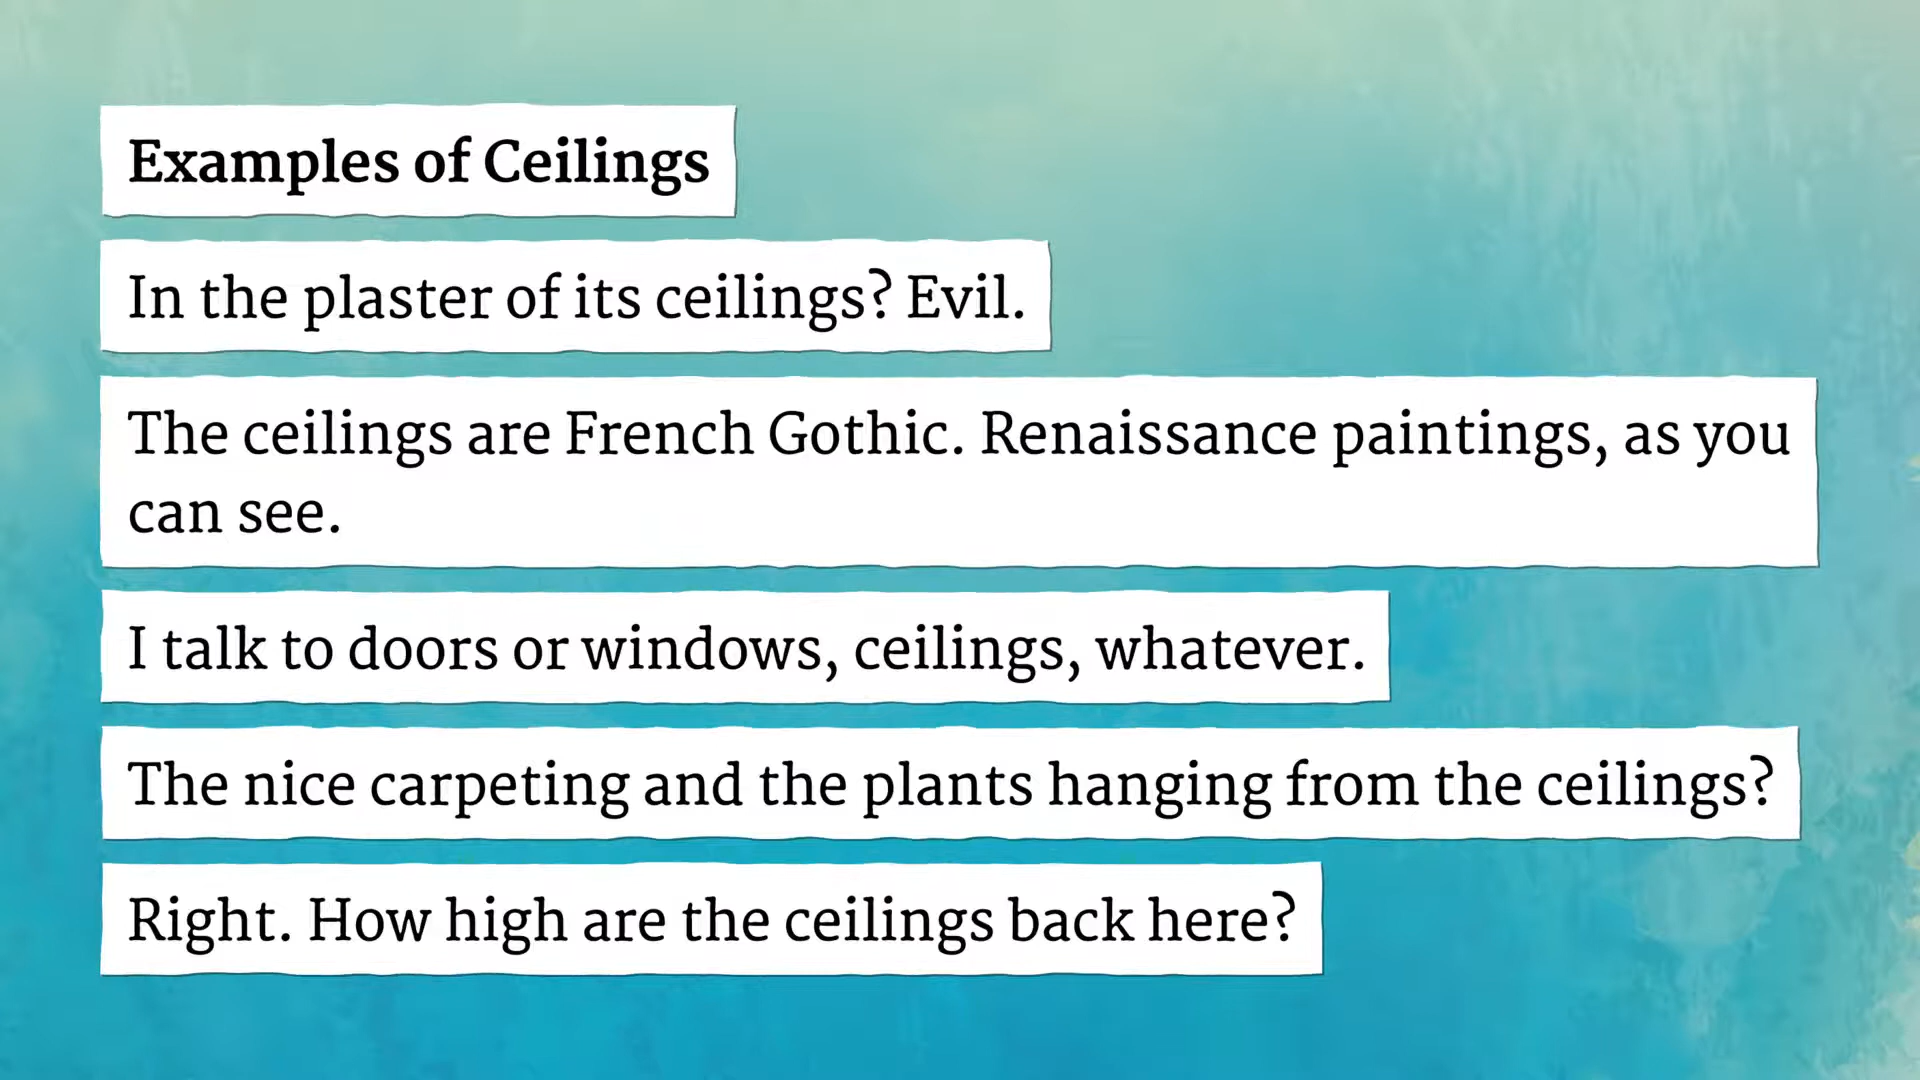 Examples of Ceilings
In the plaster of its ceilings? Evil.
The ceilings are French Gothic. Renaissance paintings, as you
can see.
I talk to doors or windows, ceilings, whatever.
The nice carpeting and the plants hanging from the ceilings?
Right. How high are the ceilings back here?